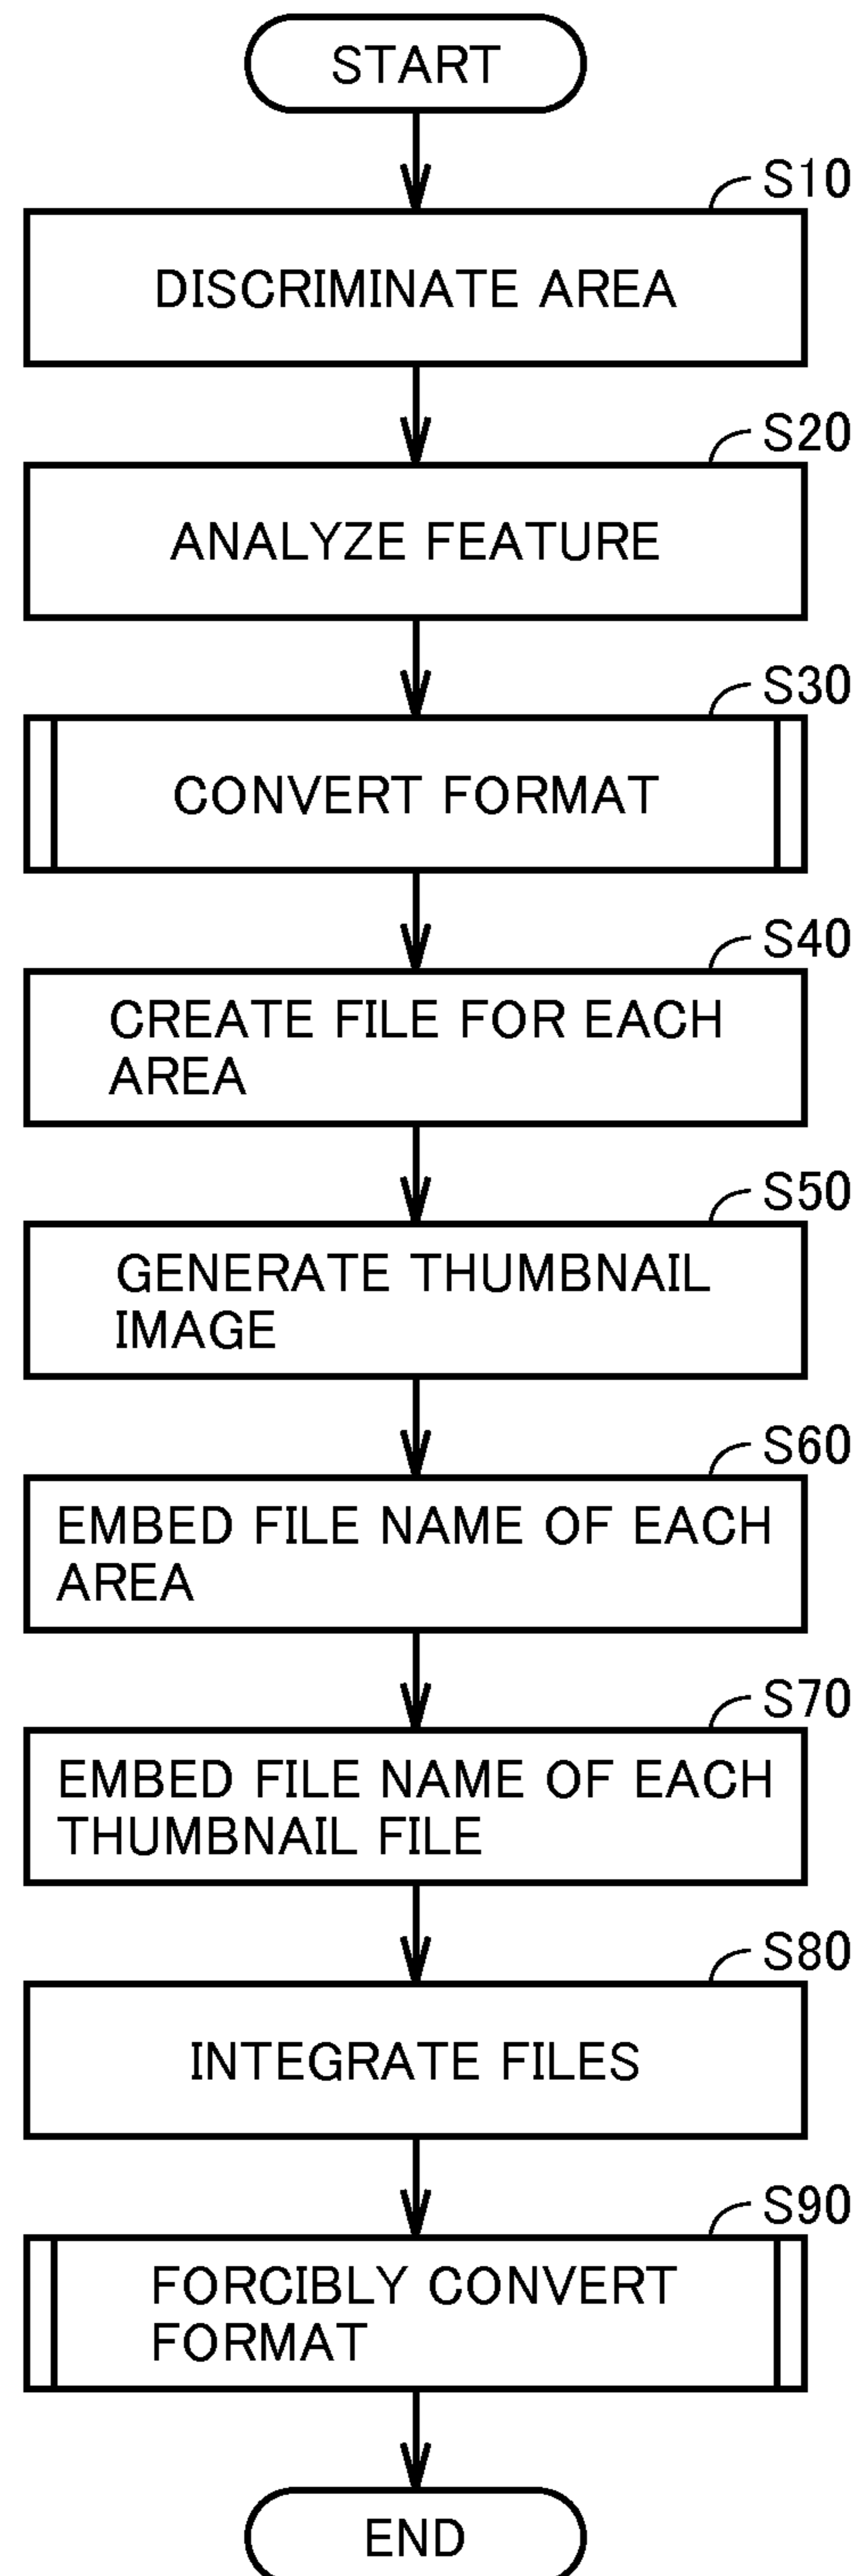 START
S10
DISCRIMINATE AREA
S20
ANALYZE FEATURE
S30
CONVERT FORMAT
S40
CREATE FILE FOR EACH
AREA
S50
GENERATE THUMBNAIL
IMAGE
S60
EMBED FILE NAME OF EACH
AREA
S70
EMBED FILE NAME OF EACH
THUMBNAIL FILE
S80
INTEGRATE FILES
S90
FORCIBLY CONVERT
FORMAT
END